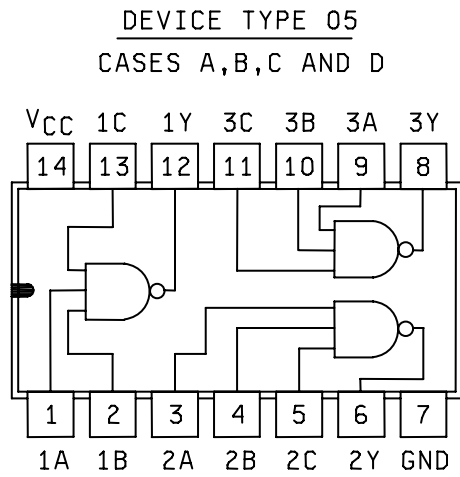 DEVICE TYPE 05
CASES A,B,C AND D
VCC 1C 1Y 3C 3B 3A 3Y
14 13 12 11 10 9 8
1 2 3 4 5 6 7
1A 1B 2A 2B 2C 2Y GND